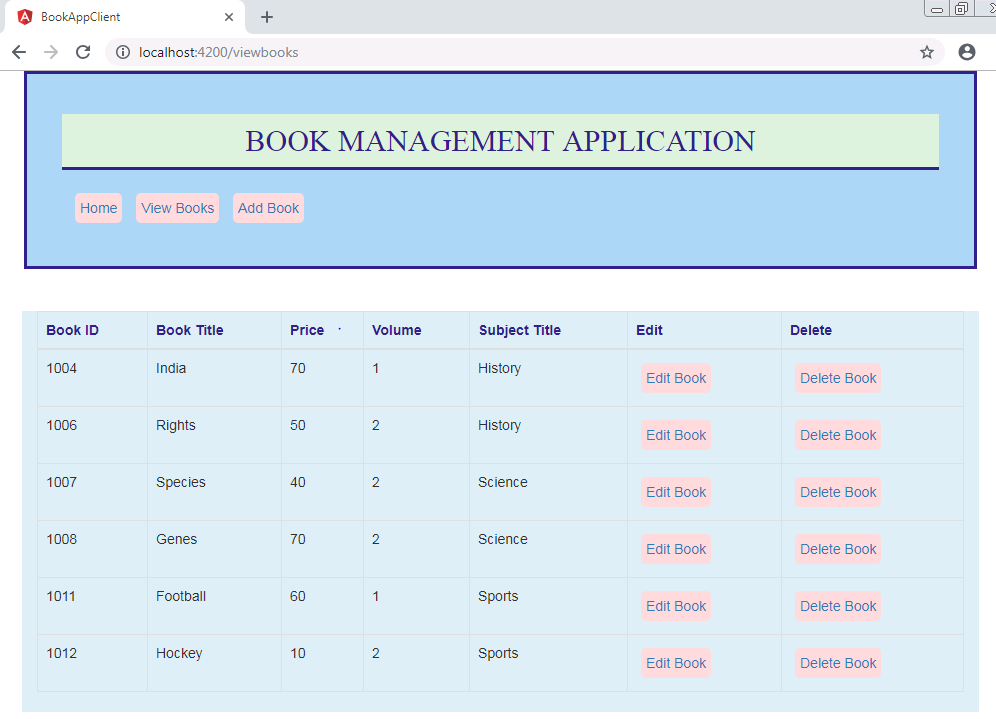 BookAppClient
localhost:4200/viewbooks
BOOK MANAGEMENT APPLICATION
Home View Books Add Book
Book ID Book Title Price Volume Subject Title Edit Delete
1004 India 70 1 History Edit Book Delete Book
1006 Rights 50 2 History Edit Book Delete Book
1007 Species 40 2 Science Edit Book Delete Book
1008 Genes 70 2 Science Edit Book Delete Book
1011 Football 60 1 Sports Edit Book Delete Book
1012 Hockey 10 2 Sports Edit Book Delete Book